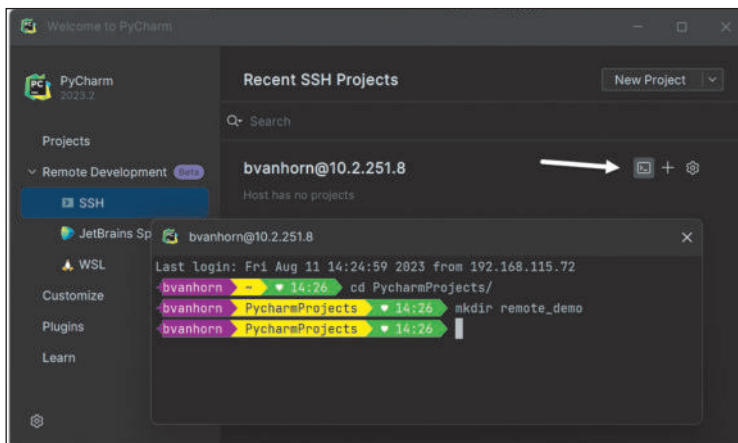 Welcome to PyCharm
PC
PyCharm
2023.2
Projects
Remote Development Beta
SSH
JetBrains Sp
WSL
Customize
Plugins
Learn
Recent SSH Projects
New Project
Search
bvanhorn@10.2.251.8
Host has no projects
bvanhorn@10.2.251.8
Last login: Fri Aug 11 14:24:59 2023 from 192.168.115.72
bvanhorn ~ ♥ 14:26 cd PycharmProjects/
bvanhorn PycharmProjects ♥ 14:26 mkdir remote_demo
bvanhorn PycharmProjects ♥ 14:26